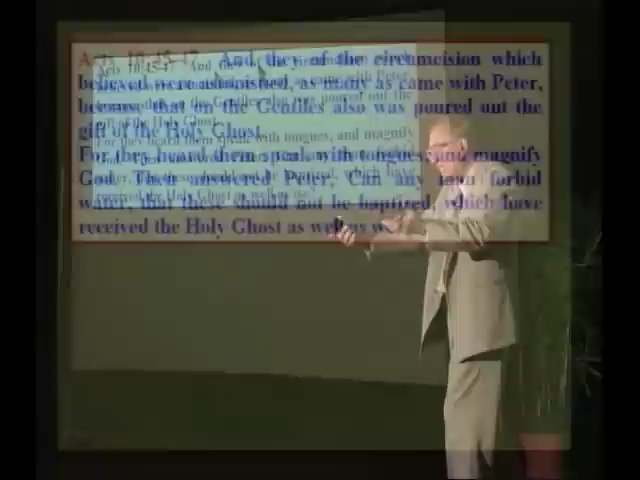 Acts 10:45-47 And they of the circumcision which
believed were astonished, as many as came with Peter,
because that on the Gentiles also was poured out the
gift of the Holy Ghost.
For they heard them speak with tongues, and magnify
God. Then answered Peter, Can any man forbid
water, that these should not be baptized, which have
received the Holy Ghost as well as